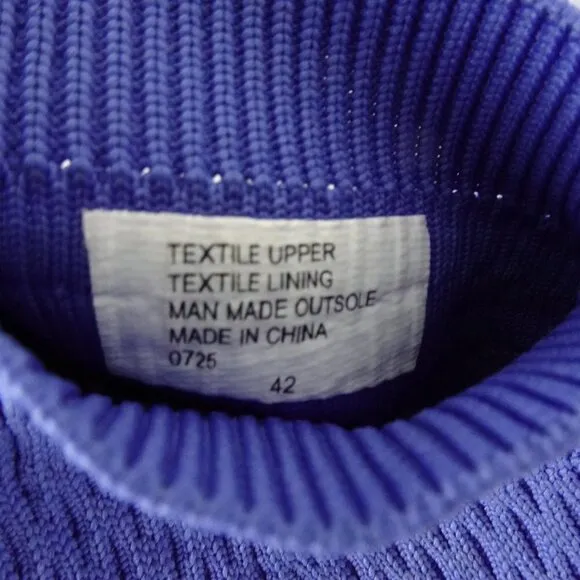 TEXTILE UPPER
TEXTILE LINING
MAN MADE OUTSOLE
MADE IN CHINA
0725
42